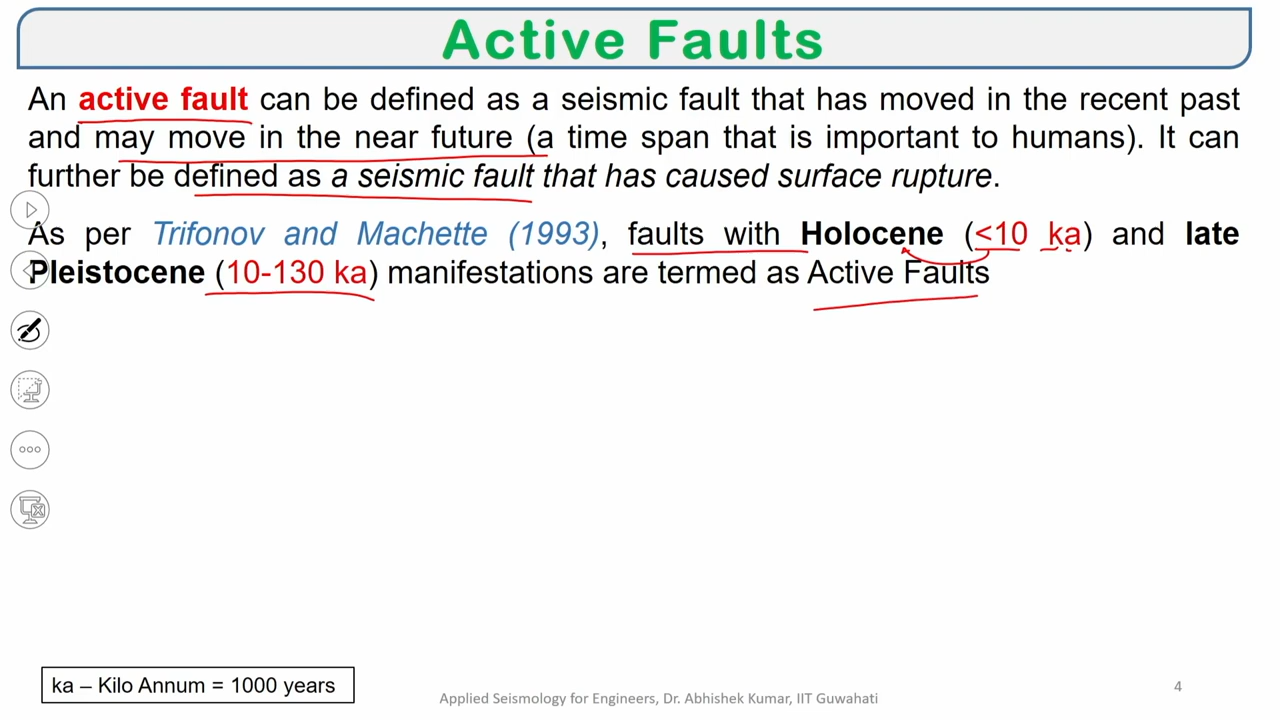 Active Faults
An active fault can be defined as a seismic fault that has moved in the recent past
and may move in the near future (a time span that is important to humans). It can
further be defined as a seismic fault that has caused surface rupture.
As per Trifonov and Machette (1993), faults with Holocene (<10 ka) and late
Pleistocene (10-130 ka) manifestations are termed as Active Faults
ka – Kilo Annum = 1000 years
Applied Seismology for Engineers, Dr. Abhishek Kumar, IIT Guwahati
4